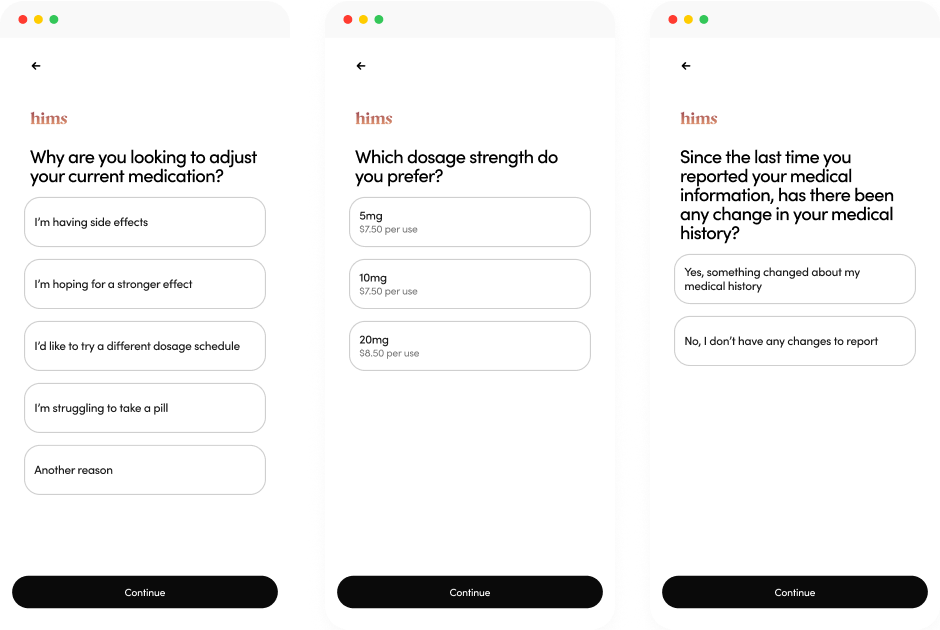 hims
Why are you looking to adjust
your current medication?
I’m having side effects
I’m hoping for a stronger effect
I’d like to try a different dosage schedule
I’m struggling to take a pill
Another reason
Continue
hims
Which dosage strength do
you prefer?
5mg
$7.50 per use
10mg
$7.50 per use
20mg
$8.50 per use
Continue
hims
Since the last time you
reported your medical
information, has there been
any change in your medical
history?
Yes, something changed about my
medical history
No, I don’t have any changes to report
Continue